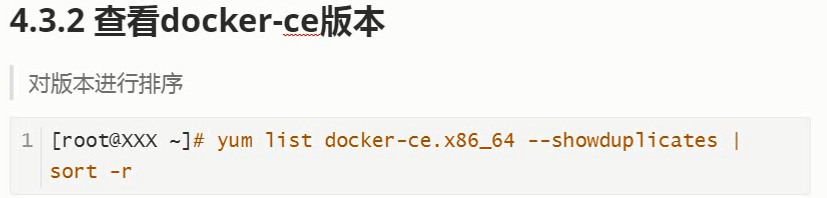 4.3.2 查看docker-ce版本
对版本进行排序
1 [root@XXX ~]# yum list docker-ce.x86_64 --showduplicates |
sort -r